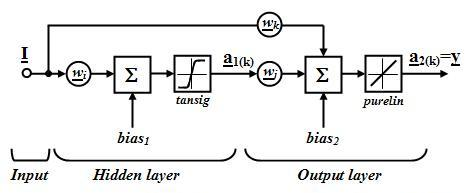 w_k
I
w_i
Σ
tansig
a_1(k)
w_j
Σ
purelin
a_2(k)=y
bias_1
bias_2
Input
Hidden layer
Output layer